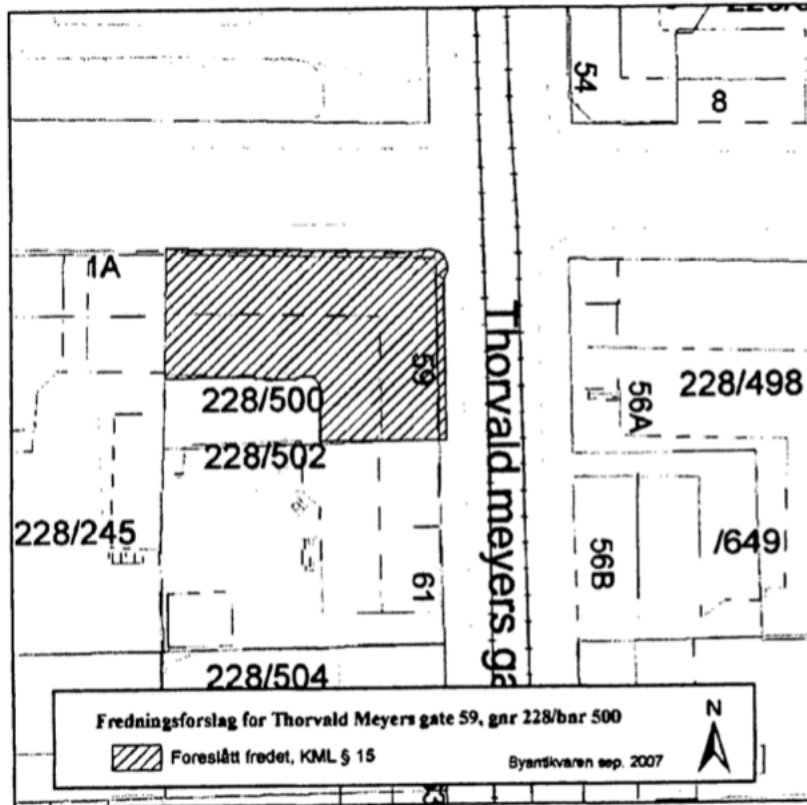 54
8
1A
59
228/500
228/502
228/245
61
228/504
Thorvald meyers ga
56A
228/498
56B
/649
Fredningsforslag for Thorvald Meyers gate 59, gnr 228/bnr 500
Foreslått fredet, KML § 15
Byantikvaren sep. 2007
N